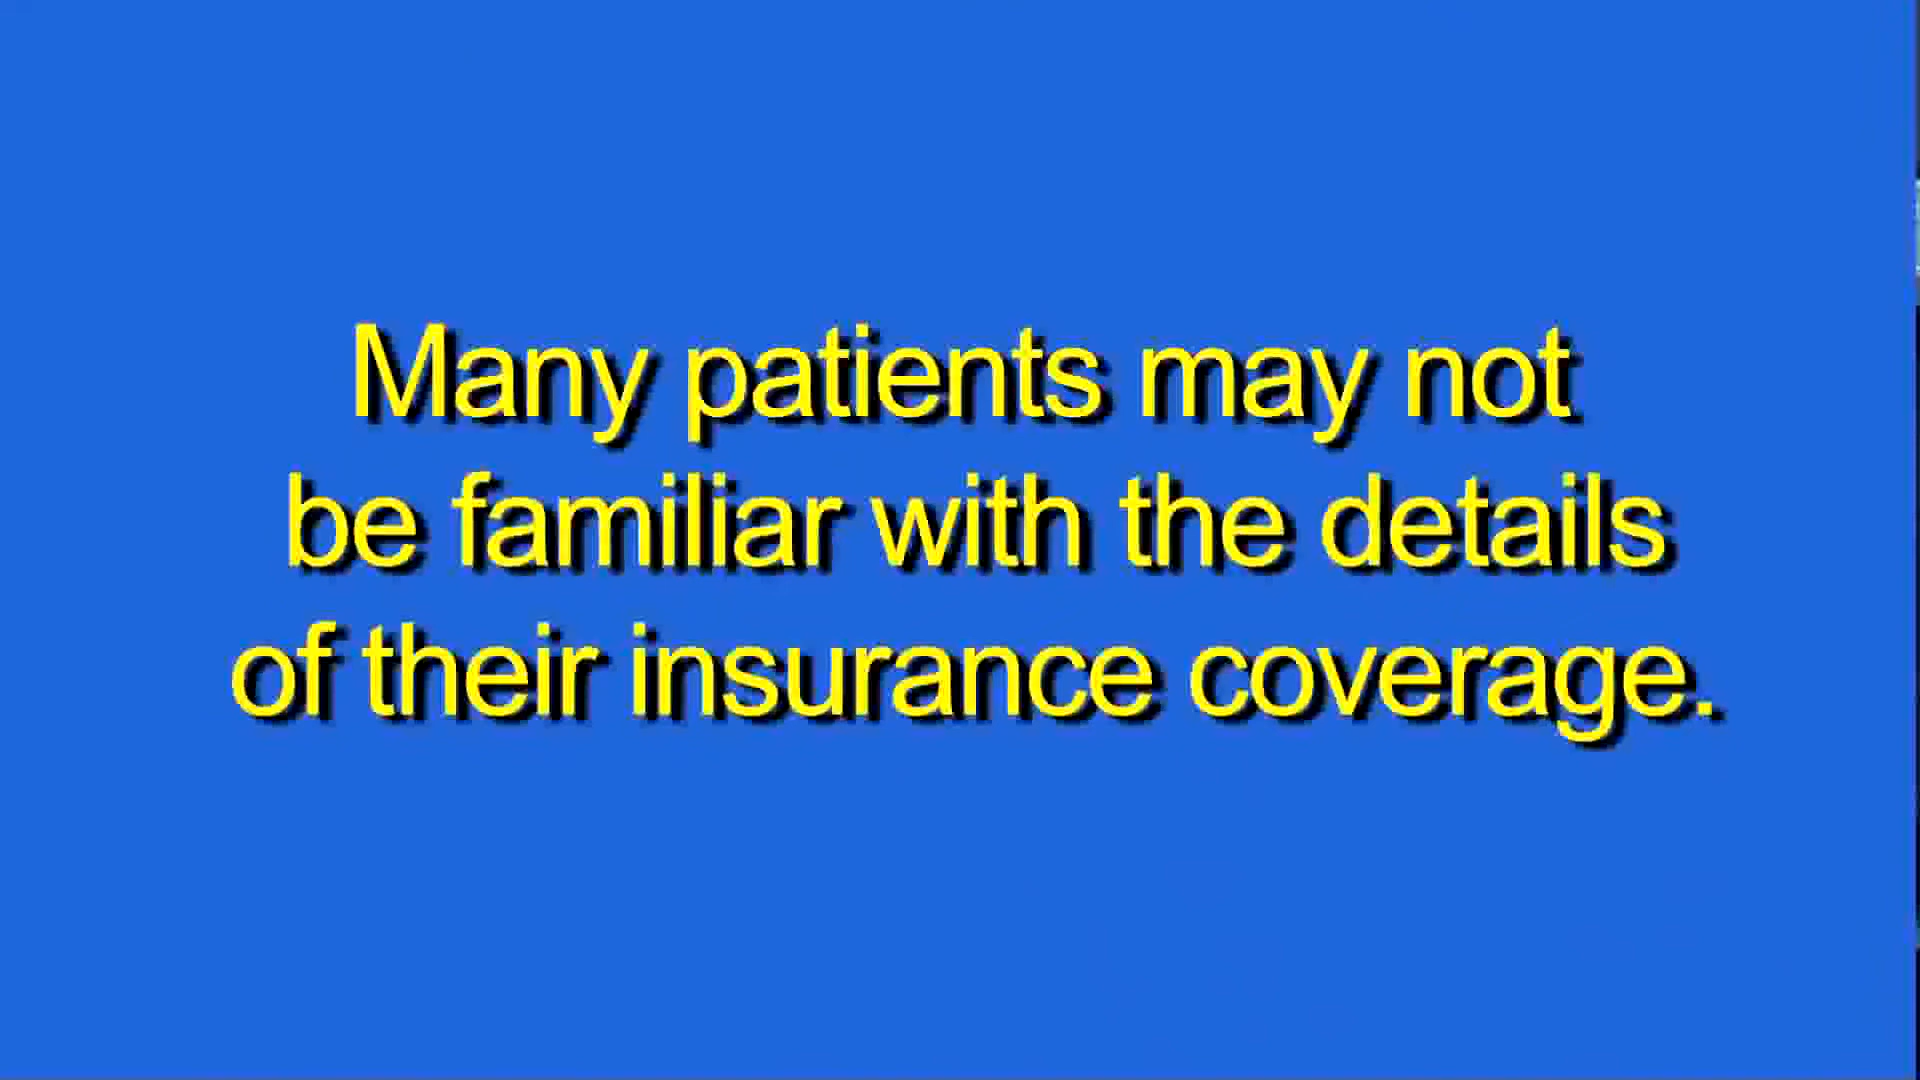 Many patients may not
be familiar with the details
of their insurance coverage.